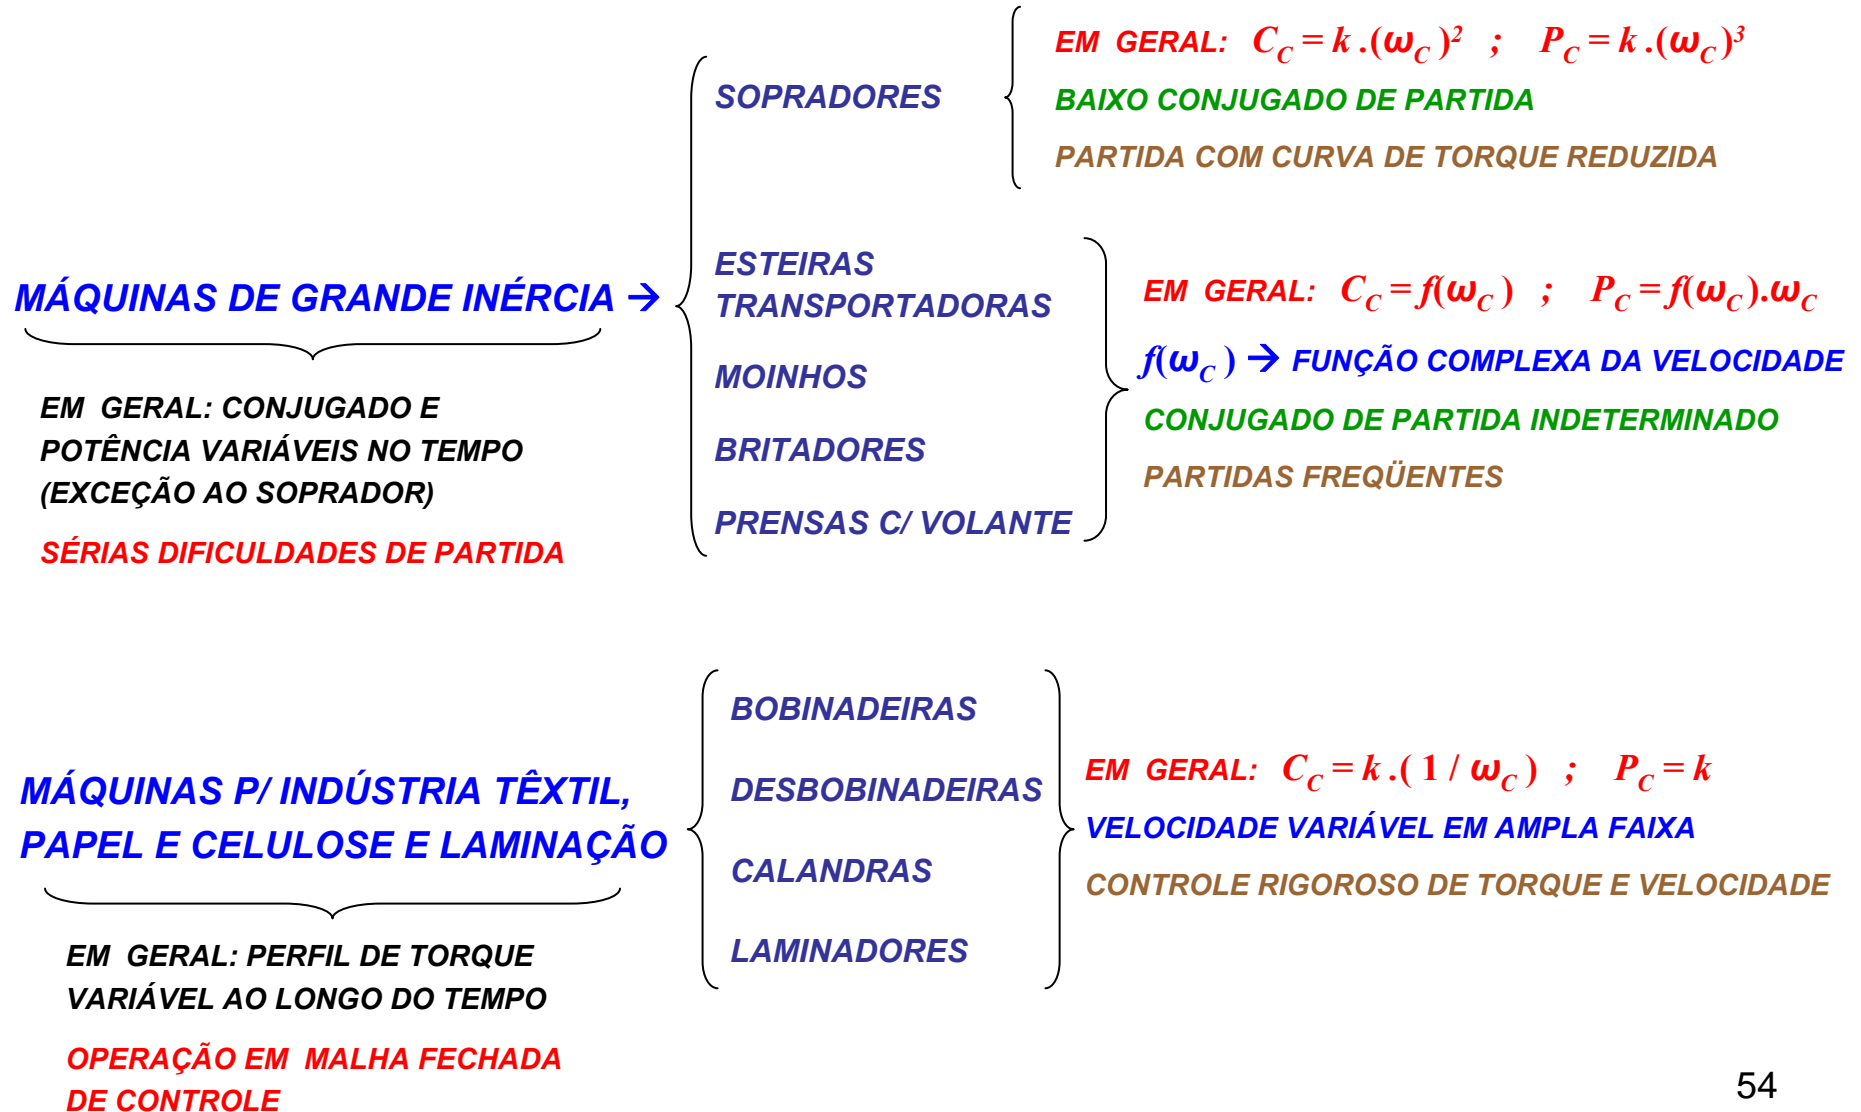 MÁQUINAS DE GRANDE INÉRCIA →
EM GERAL: CONJUGADO E
POTÊNCIA VARIÁVEIS NO TEMPO
(EXCEÇÃO AO SOPRADOR)
SÉRIAS DIFICULDADES DE PARTIDA
SOPRADORES
EM GERAL: C_C = k .(ω_C )² ; P_C = k .(ω_C )³
BAIXO CONJUGADO DE PARTIDA
PARTIDA COM CURVA DE TORQUE REDUZIDA
ESTEIRAS
TRANSPORTADORAS
MOINHOS
BRITADORES
PRENSAS C/ VOLANTE
EM GERAL: C_C = f(ω_C ) ; P_C = f(ω_C).ω_C
f(ω_C ) → FUNÇÃO COMPLEXA DA VELOCIDADE
CONJUGADO DE PARTIDA INDETERMINADO
PARTIDAS FREQÜENTES
MÁQUINAS P/ INDÚSTRIA TÊXTIL,
PAPEL E CELULOSE E LAMINAÇÃO
EM GERAL: PERFIL DE TORQUE
VARIÁVEL AO LONGO DO TEMPO
OPERAÇÃO EM MALHA FECHADA
DE CONTROLE
BOBINADEIRAS
DESBOBINADEIRAS
CALANDRAS
LAMINADORES
EM GERAL: C_C = k .( 1 / ω_C ) ; P_C = k
VELOCIDADE VARIÁVEL EM AMPLA FAIXA
CONTROLE RIGOROSO DE TORQUE E VELOCIDADE
54